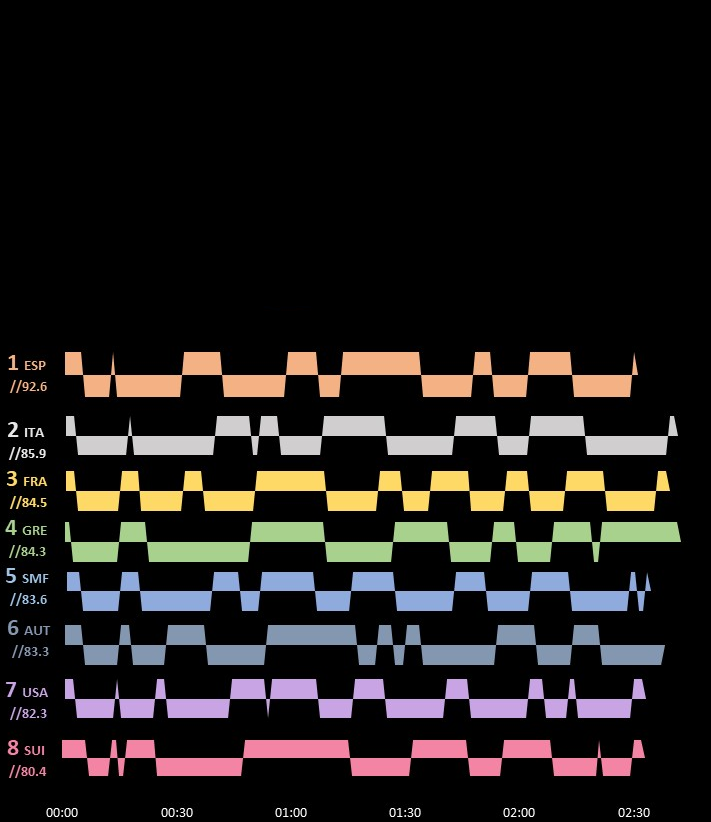 1 ESP
//92.6
2 ITA
//85.9
3 FRA
//84.5
4 GRE
//84.3
5 SMF
//83.6
6 AUT
//83.3
7 USA
//82.3
8 SUI
//80.4
00:00 00:30 01:00 01:30 02:00 02:30